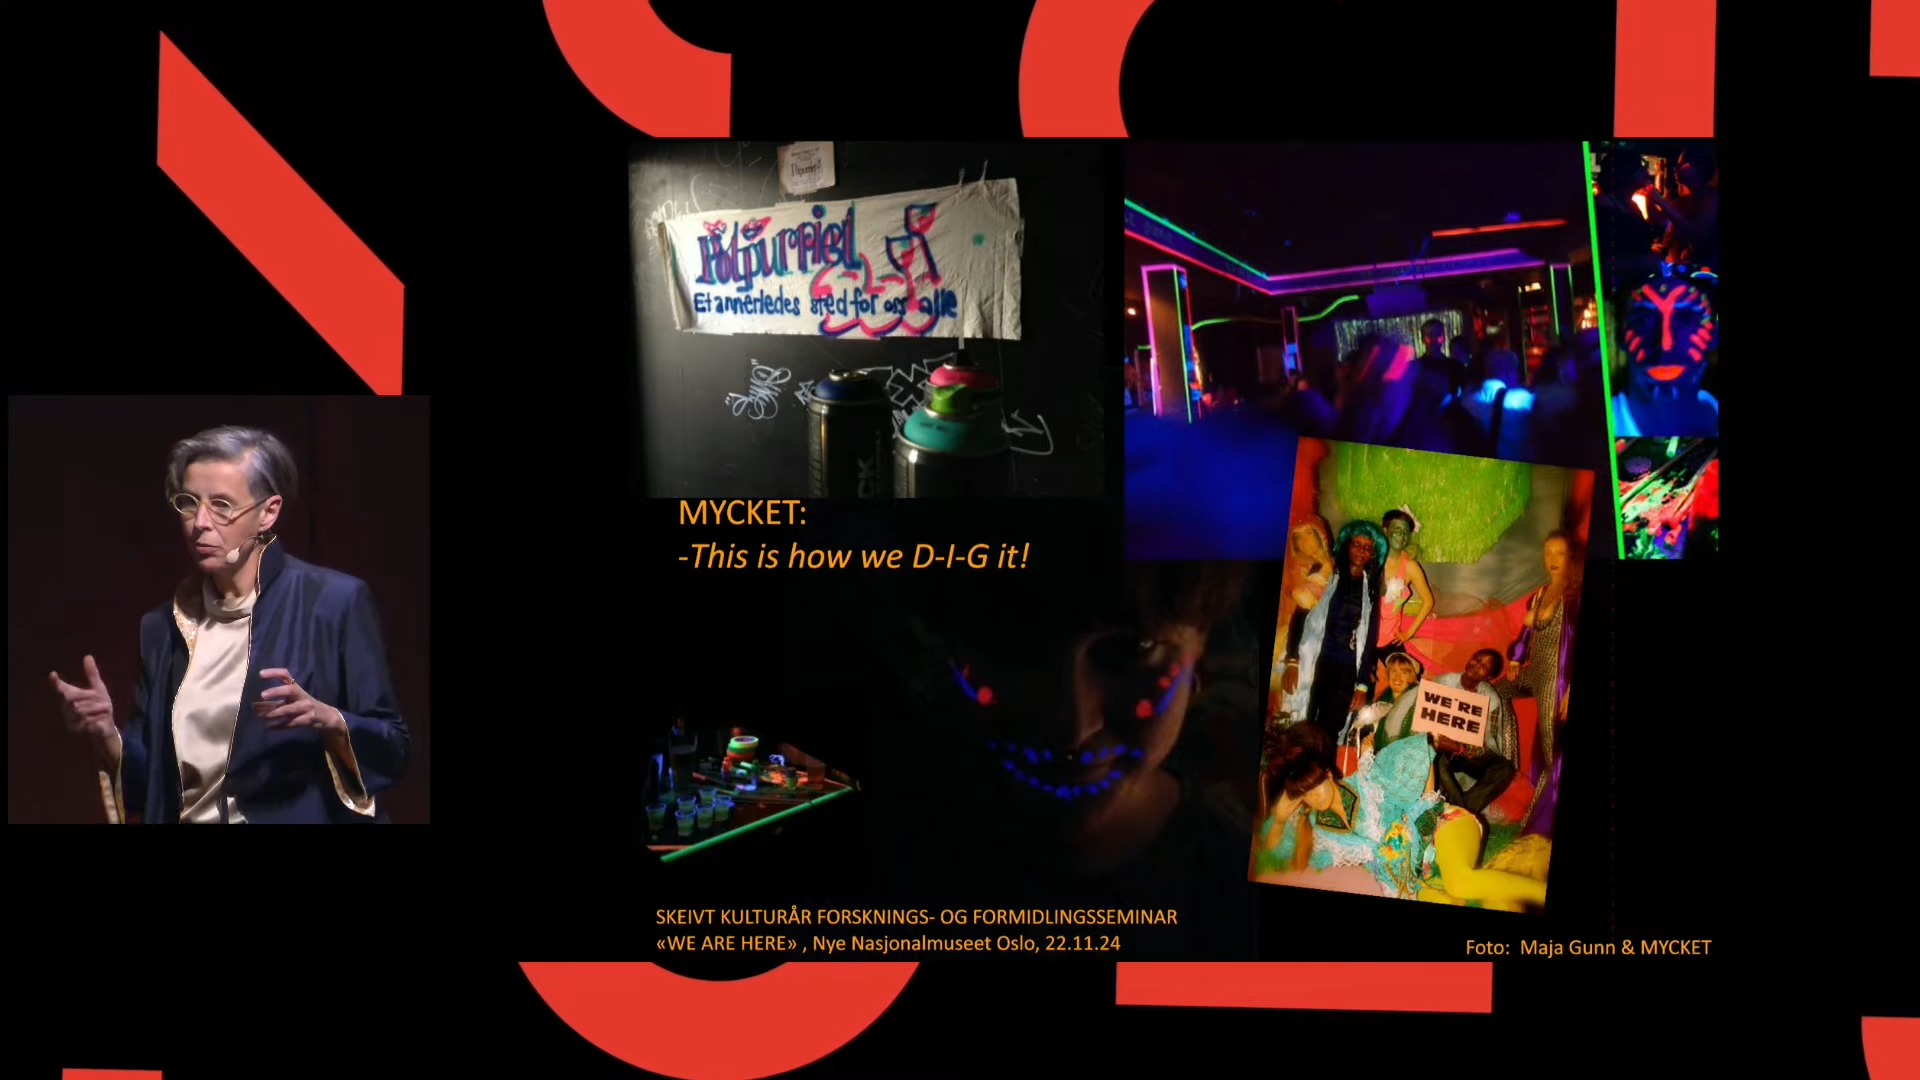 Potpurriet
Et annerledes sted for oss alle
MYCKET:
-This is how we D-I-G it!
WE'RE
HERE
SKEIVT KULTURÅR FORSKNINGS- OG FORMIDLINGSSEMINAR
«WE ARE HERE» , Nye Nasjonalmuseet Oslo, 22.11.24
Foto: Maja Gunn & MYCKET